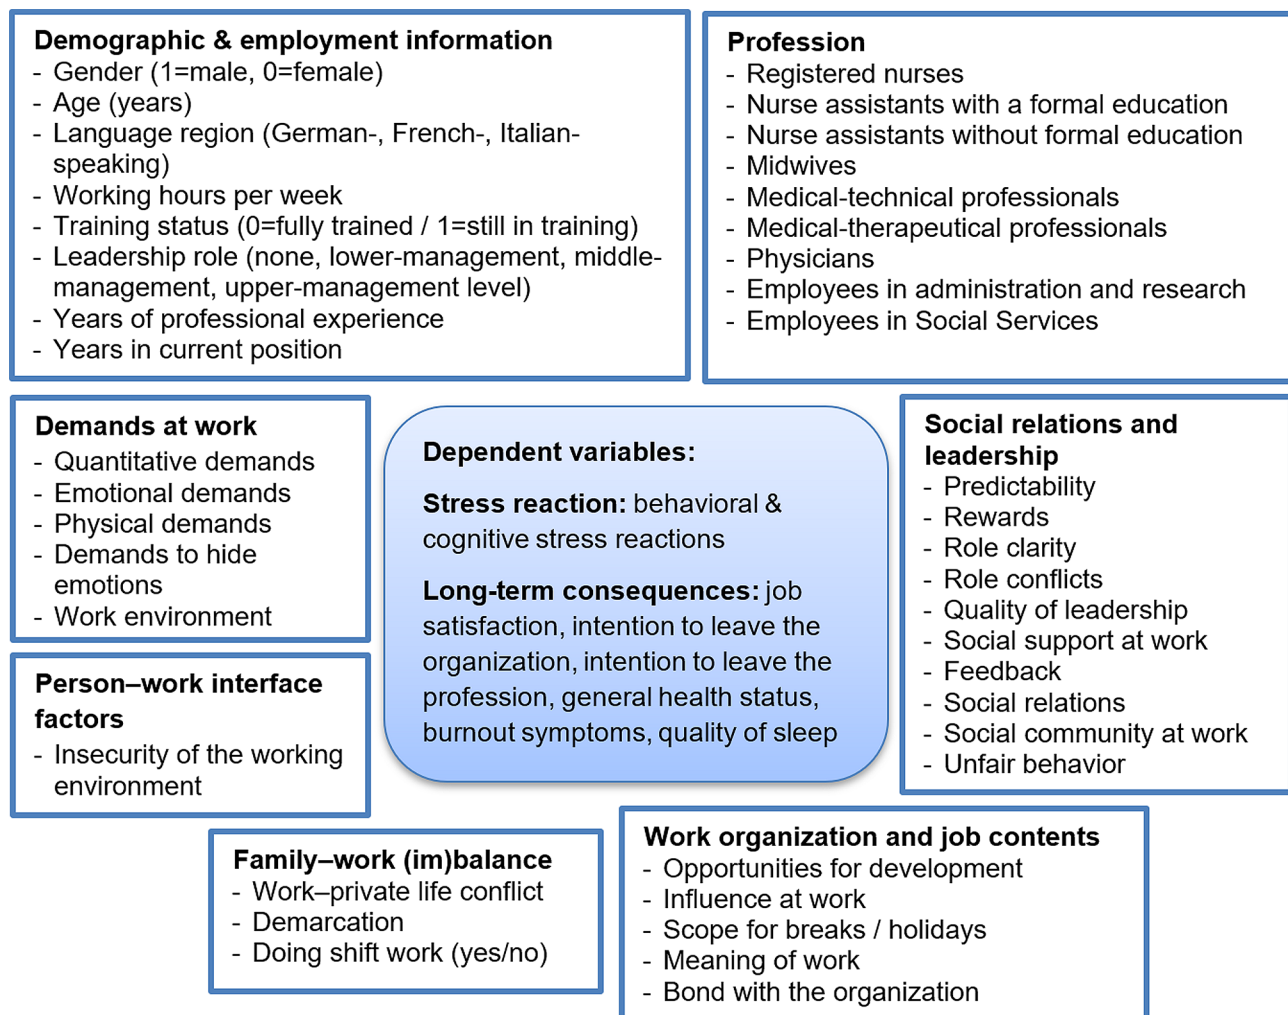 Demographic & employment information
- Gender (1=male, 0=female)
- Age (years)
- Language region (German-, French-, Italian-
speaking)
- Working hours per week
- Training status (0=fully trained / 1=still in training)
- Leadership role (none, lower-management, middle-
management, upper-management level)
- Years of professional experience
- Years in current position
Profession
- Registered nurses
- Nurse assistants with a formal education
- Nurse assistants without formal education
- Midwives
- Medical-technical professionals
- Medical-therapeutical professionals
- Physicians
- Employees in administration and research
- Employees in Social Services
Demands at work
- Quantitative demands
- Emotional demands
- Physical demands
- Demands to hide
emotions
- Work environment
Dependent variables:
Stress reaction: behavioral &
cognitive stress reactions
Long-term consequences: job
satisfaction, intention to leave the
organization, intention to leave the
profession, general health status,
burnout symptoms, quality of sleep
Social relations and
leadership
- Predictability
- Rewards
- Role clarity
- Role conflicts
- Quality of leadership
- Social support at work
- Feedback
- Social relations
- Social community at work
- Unfair behavior
Person–work interface
factors
- Insecurity of the working
environment
Family–work (im)balance
- Work–private life conflict
- Demarcation
- Doing shift work (yes/no)
Work organization and job contents
- Opportunities for development
- Influence at work
- Scope for breaks / holidays
- Meaning of work
- Bond with the organization